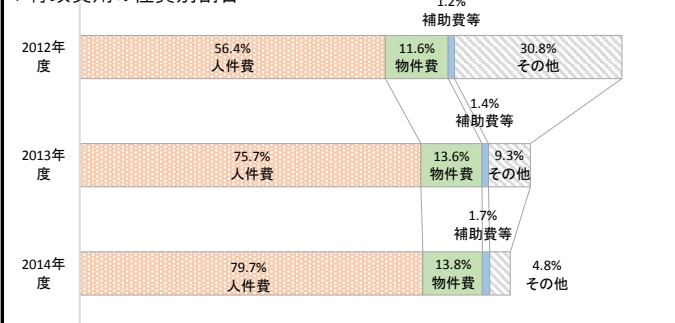 1.2%
補助費等
2012年
度
56.4%
人件費
11.6%
物件費
30.8%
その他
1.4%
補助費等
2013年
度
75.7%
人件費
13.6%
物件費
9.3%
その他
1.7%
補助費等
2014年
度
79.7%
人件費
13.8%
物件費
4.8%
その他